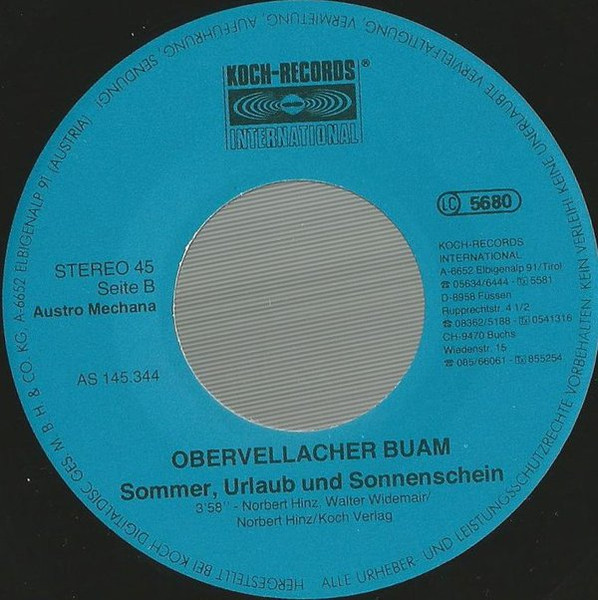 KOCH-RECORDS ®
INTERNATIONAL
LC 5680
STEREO 45
Seite B
Austro Mechana
AS 145.344
KOCH-RECORDS
INTERNATIONAL
A-6652 Elbigenalp 91/Tirol
☎ 05634/6444 - Tx 5581
D-8958 Füssen
Rupprechtstr. 4 1/2
☎ 08362/5188 - Tx 0541316
CH-9470 Buchs
Wiedenstr. 15
☎ 085/66061 - Tx 855254
OBERVELLACHER BUAM
Sommer, Urlaub und Sonnenschein
3'58'' - Norbert Hinz, Walter Widemair/
Norbert Hinz/Koch Verlag
HERGESTELLT BEI KOCH DIGITALDISC GES. M. B. H & CO. KG. A-6652 ELBIGENALP 91 (AUSTRIA)
ALLE URHEBER- UND LEISTUNGSSCHUTZRECHTE VORBEHALTEN. KEIN VERLEIH! KEINE UNERLAUBTE VERVIELFÄLTIGUNG, VERMIETUNG, AUFFÜHRUNG, SENDUNG!